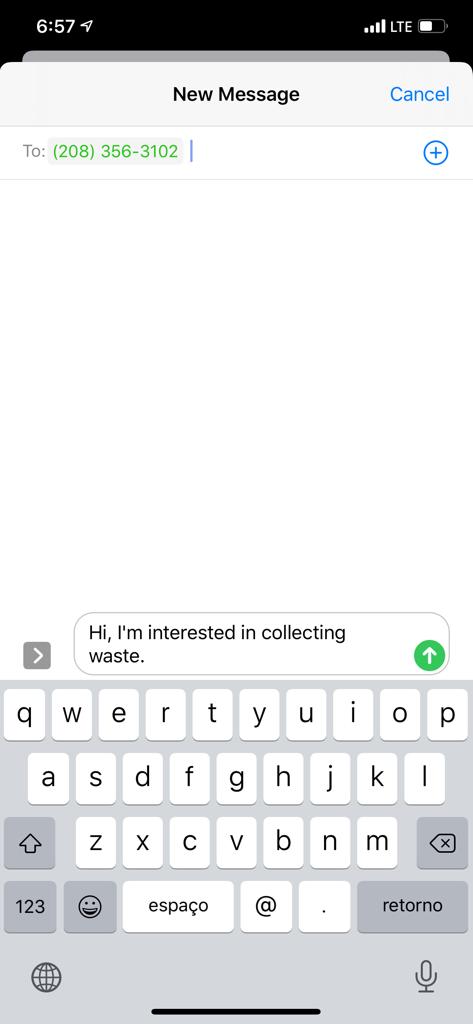 6:57 LTE
New Message Cancel
To: (208) 356-3102
Hi, I'm interested in collecting
waste.
q w e r t y u i o p
a s d f g h j k l
z x c v b n m
123 espaço @ . retorno